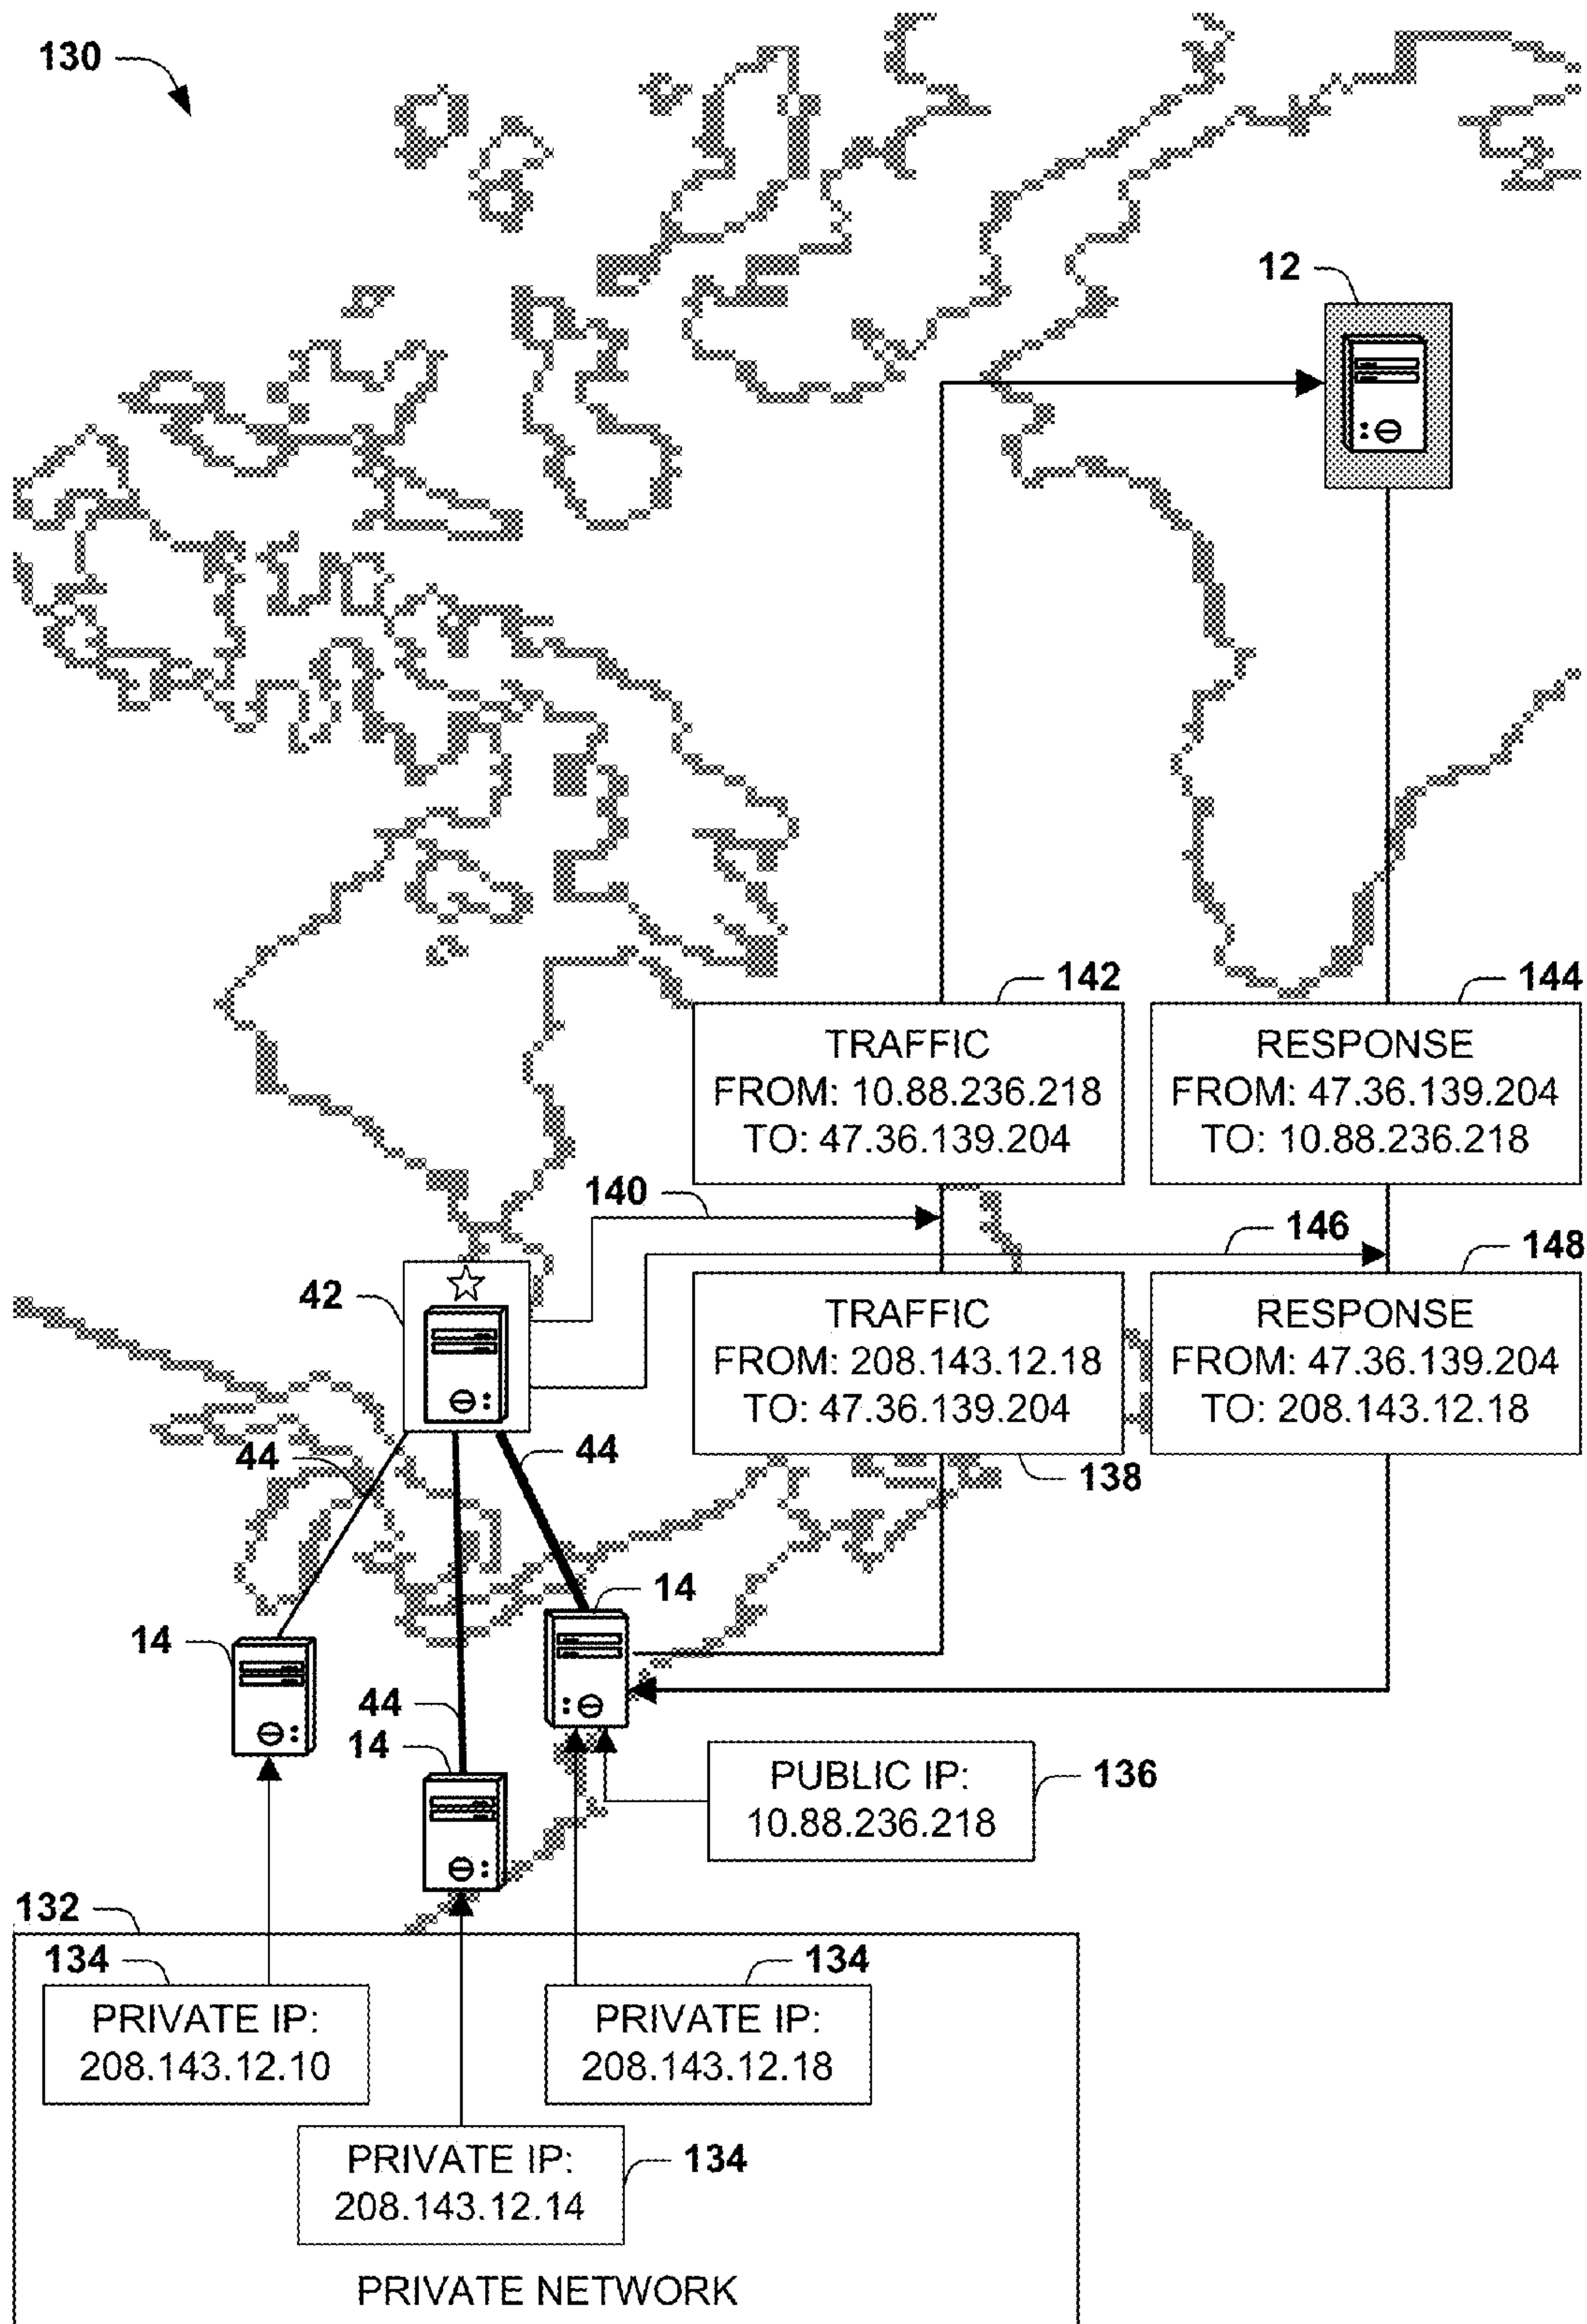 130
12
142
144
TRAFFIC
FROM: 10.88.236.218
TO: 47.36.139.204
RESPONSE
FROM: 47.36.139.204
TO: 10.88.236.218
140
146
148
42
TRAFFIC
FROM: 208.143.12.18
TO: 47.36.139.204
RESPONSE
FROM: 47.36.139.204
TO: 208.143.12.18
44
44
138
14
14
44
14
PUBLIC IP:
10.88.236.218
136
132
134
134
PRIVATE IP:
208.143.12.10
PRIVATE IP:
208.143.12.18
PRIVATE IP:
208.143.12.14
134
PRIVATE NETWORK